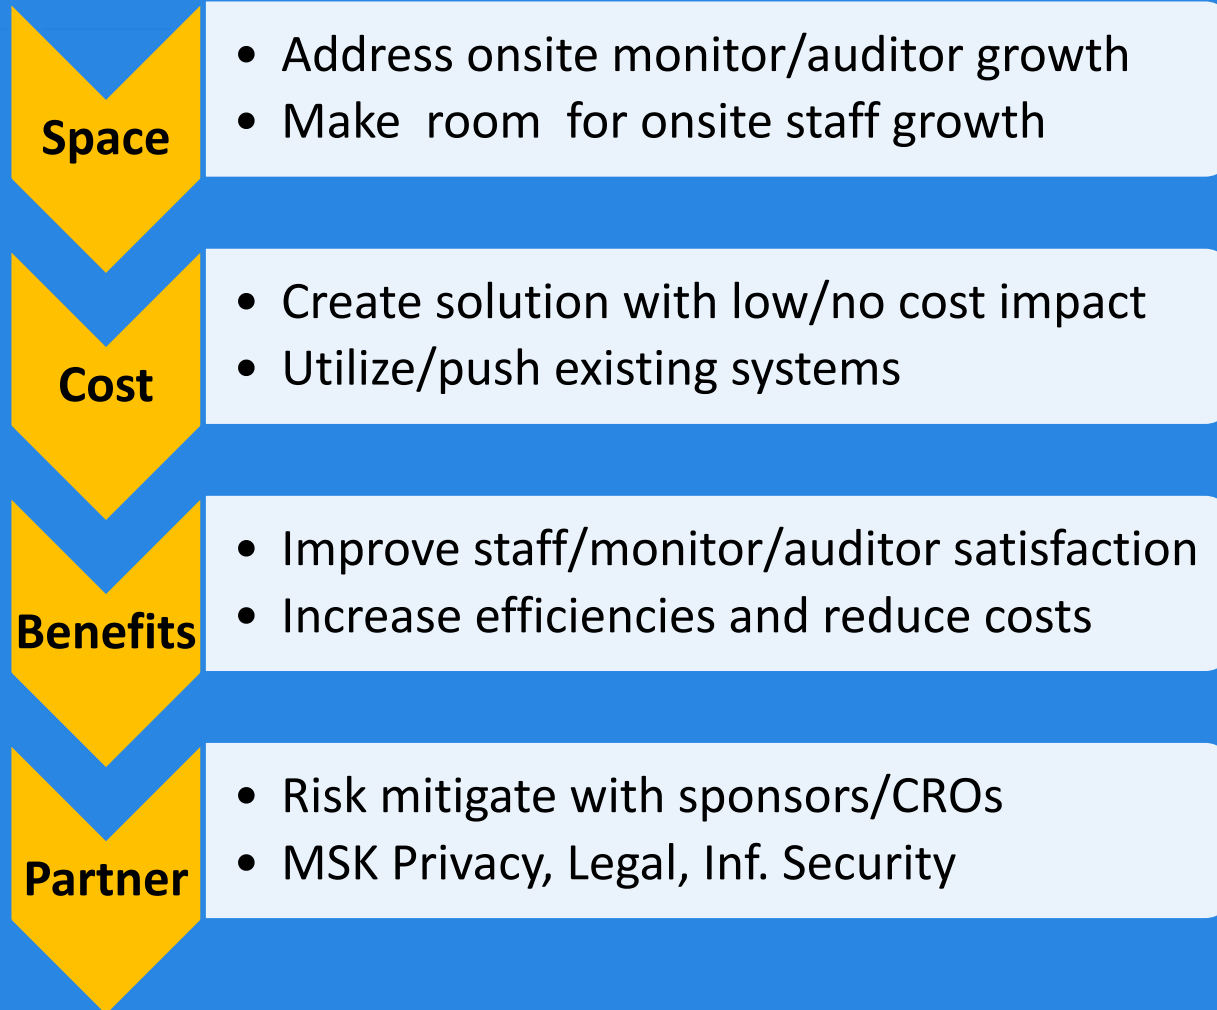 Space
• Address onsite monitor/auditor growth
• Make room for onsite staff growth
Cost
• Create solution with low/no cost impact
• Utilize/push existing systems
Benefits
• Improve staff/monitor/auditor satisfaction
• Increase efficiencies and reduce costs
Partner
• Risk mitigate with sponsors/CROs
• MSK Privacy, Legal, Inf. Security